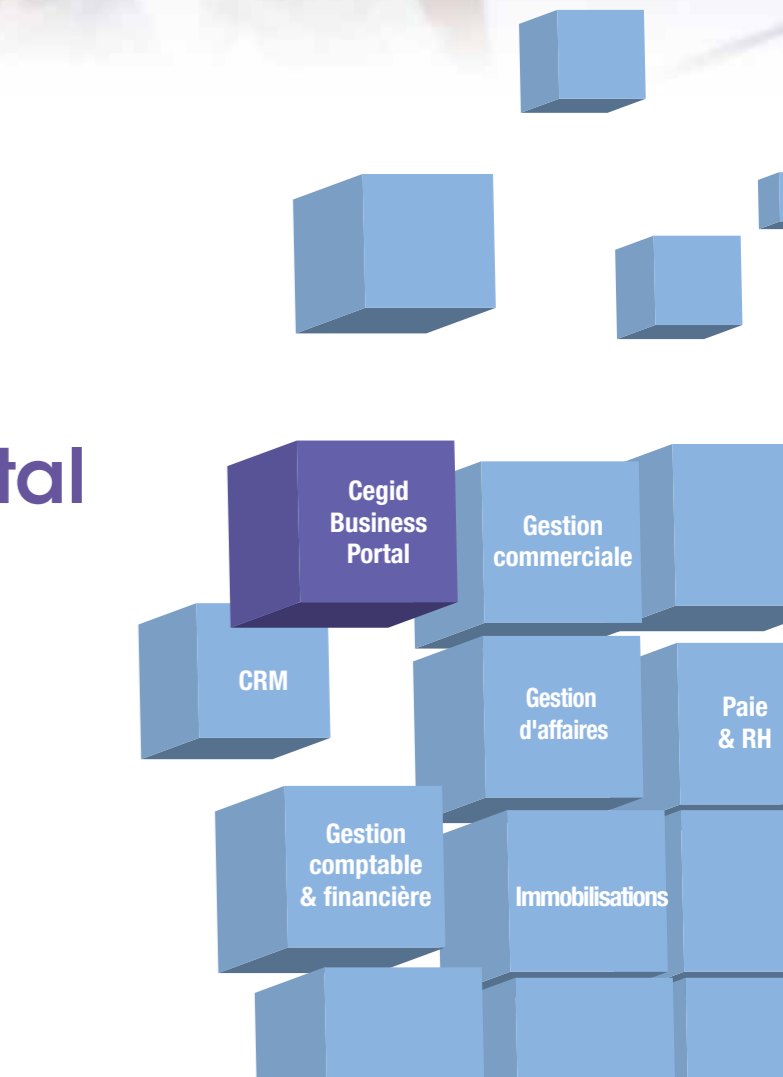 tal
Cegid
Business
Portal
Gestion
commerciale
CRM
Gestion
d'affaires
Paie
& RH
Gestion
comptable
& financière
Immobilisations